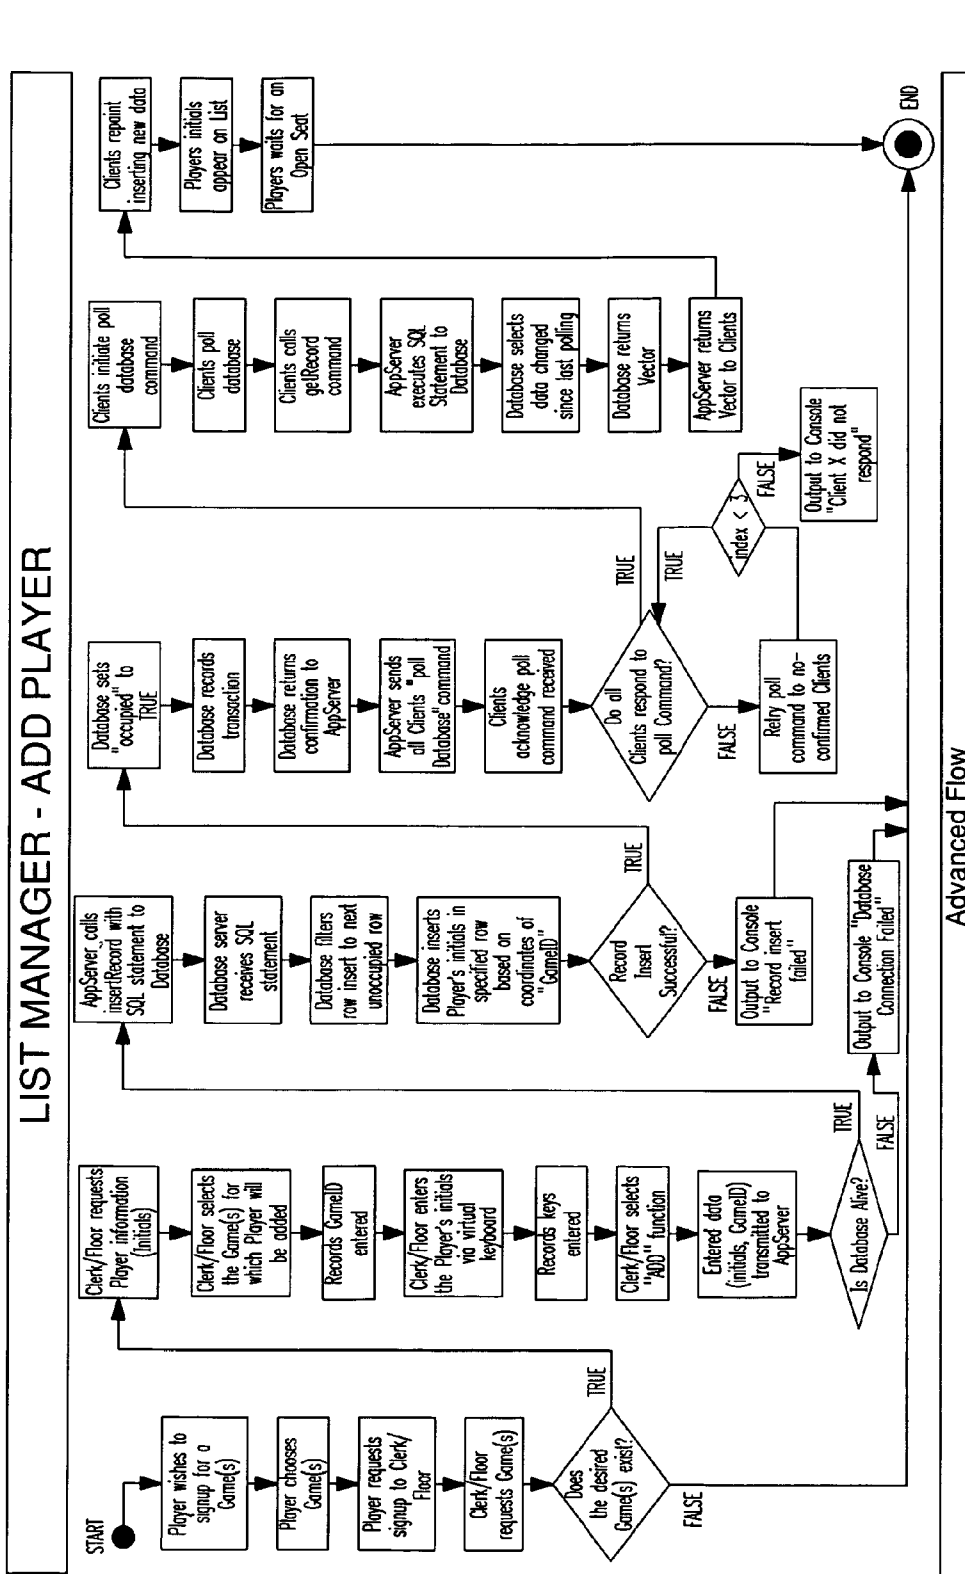 LIST MANAGER - ADD PLAYER
START
Player wishes to
signup for a
Game(s)
Player chooses
Game(s)
Player requests
signup to Clerk/
Floor
Clerk/Floor
requests Game(s)
Does
the desired
Game(s) exist?
TRUE
FALSE
Clerk/Floor requests
Player information
(Initials)
Clerk/Floor selects
the Game(s) for
which Player will
be added
Records GameID
entered
Clerk/Floor enters
the Player's initials
via virtual
keyboard
Records keys
entered
Clerk/Floor selects
"ADD" function
Entered data
(initials, GameID)
transmitted to
AppServer
Is Database Alive?
TRUE
FALSE
AppServer calls
insertRecord with
SQL statement to
Database
Database server
receives SQL
statement
Database filters
row insert to next
unoccupied row
Database inserts
Player's initials in
specified row
based on
coordinates of
"GameID"
Record
Insert
Successful?
TRUE
FALSE
Output to Console
"Record insert
failed"
Output to Console "Database
Connection Failed"
Database sets
"occupied" to
TRUE
Database records
transaction
Database returns
confirmation to
AppServer
AppServer sends
all Clients "poll
Database" command
Clients
acknowledge poll
command received
Do all
Clients respond to
poll Command?
TRUE
TRUE
FALSE
Retry poll
command to no-
confirmed Clients
index < 3
FALSE
Output to Console
"Client X did not
respond"
Clients initiate poll
database
command
Clients poll
database
Clients calls
getRecord
command
AppServer
executes SQL
Statement to
Database
Database selects
data changed
since last polling
Database returns
Vector
AppServer returns
Vector to Clients
Clients repaint
inserting new data
Players initials
appear on List
Players waits for an
Open Seat
END
Advanced Flow